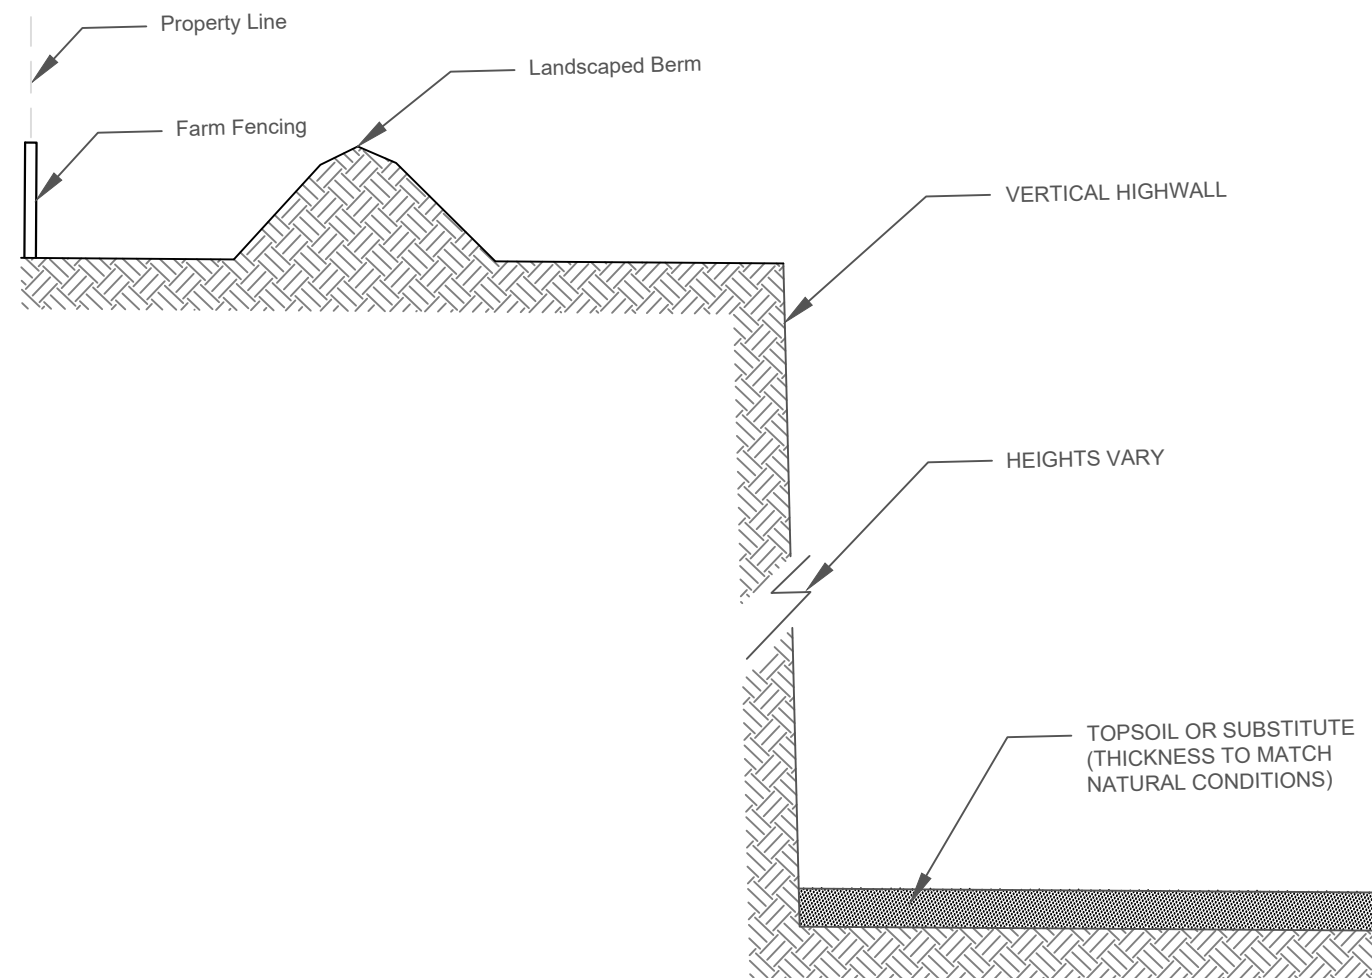 Property Line
Landscaped Berm
Farm Fencing
VERTICAL HIGHWALL
HEIGHTS VARY
TOPSOIL OR SUBSTITUTE
(THICKNESS TO MATCH
NATURAL CONDITIONS)